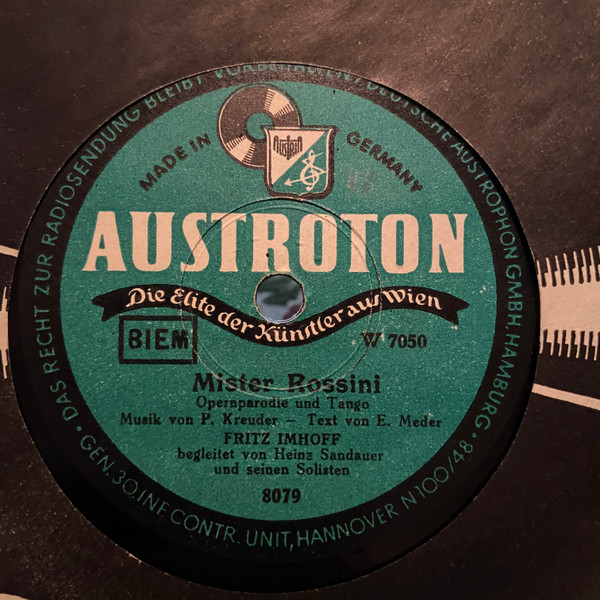 DAS RECHT ZUR RADIOSENDUNG BLEIBT VORBEHALTEN / DEUTSCHE AUSTROPHON GMBH, HAMBURG •
MADE IN
GERMANY
Austria
AUSTROTON
Die Elite der Künstler aus Wien
BIEM
W 7050
Mister Rossini
Opernparodie und Tango
Musik von P. Kreuder – Text von E. Meder
FRITZ IMHOFF
begleitet von Heinz Sandauer
und seinen Solisten
8079
• GEN. 30. INF CONTR. UNIT, HANNOVER N 100/48 •